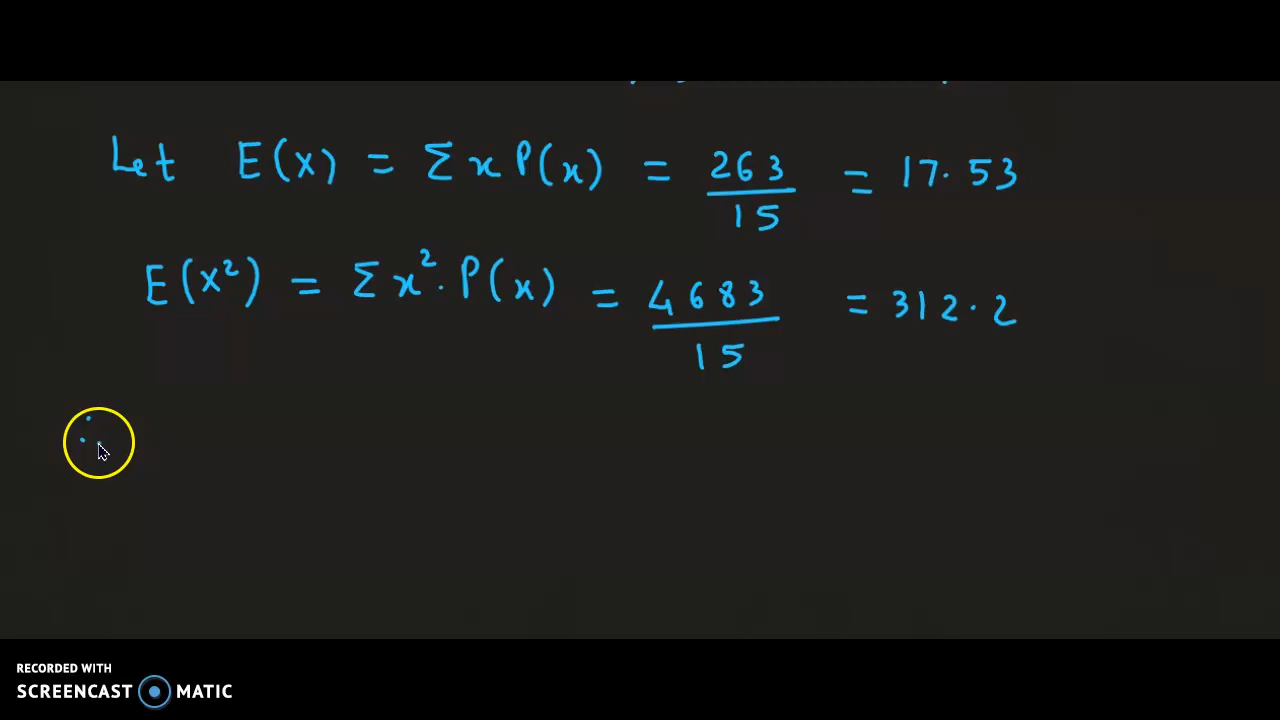 Let E(X) = Σ x P(x) = 263/15 = 17.53
E(X²) = Σ x². P(x) = 4683/15 = 312.2
∴
RECORDED WITH
SCREENCAST MATIC